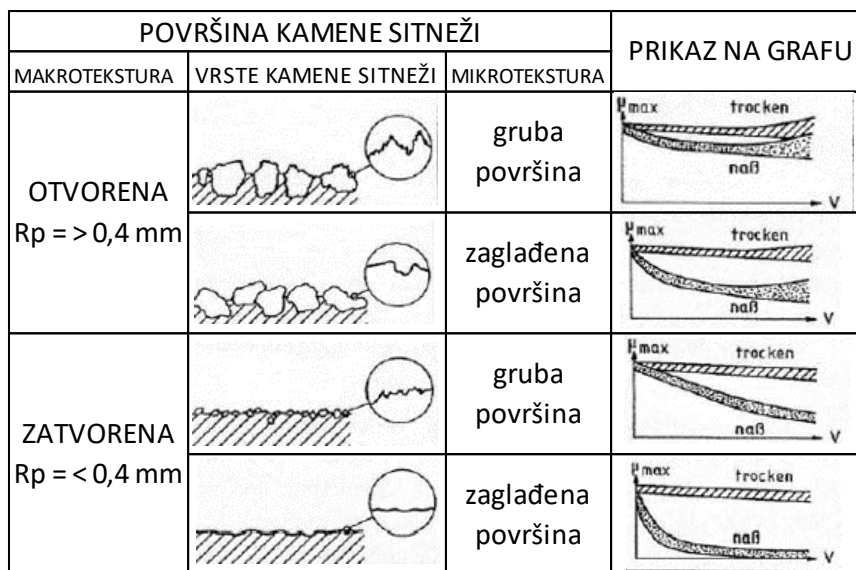 POVRŠINA KAMENE SITNEŽI
PRIKAZ NA GRAFU
MAKROTEKSTURA
VRSTE KAMENE SITNEŽI
MIKROTEKSTURA
OTVORENA
Rp = > 0,4 mm
gruba
površina
μmax
trocken
naß
V
zaglađena
površina
μmax
trocken
naß
V
ZATVORENA
Rp = < 0,4 mm
gruba
površina
μmax
trocken
naß
V
zaglađena
površina
μmax
trocken
naß
V